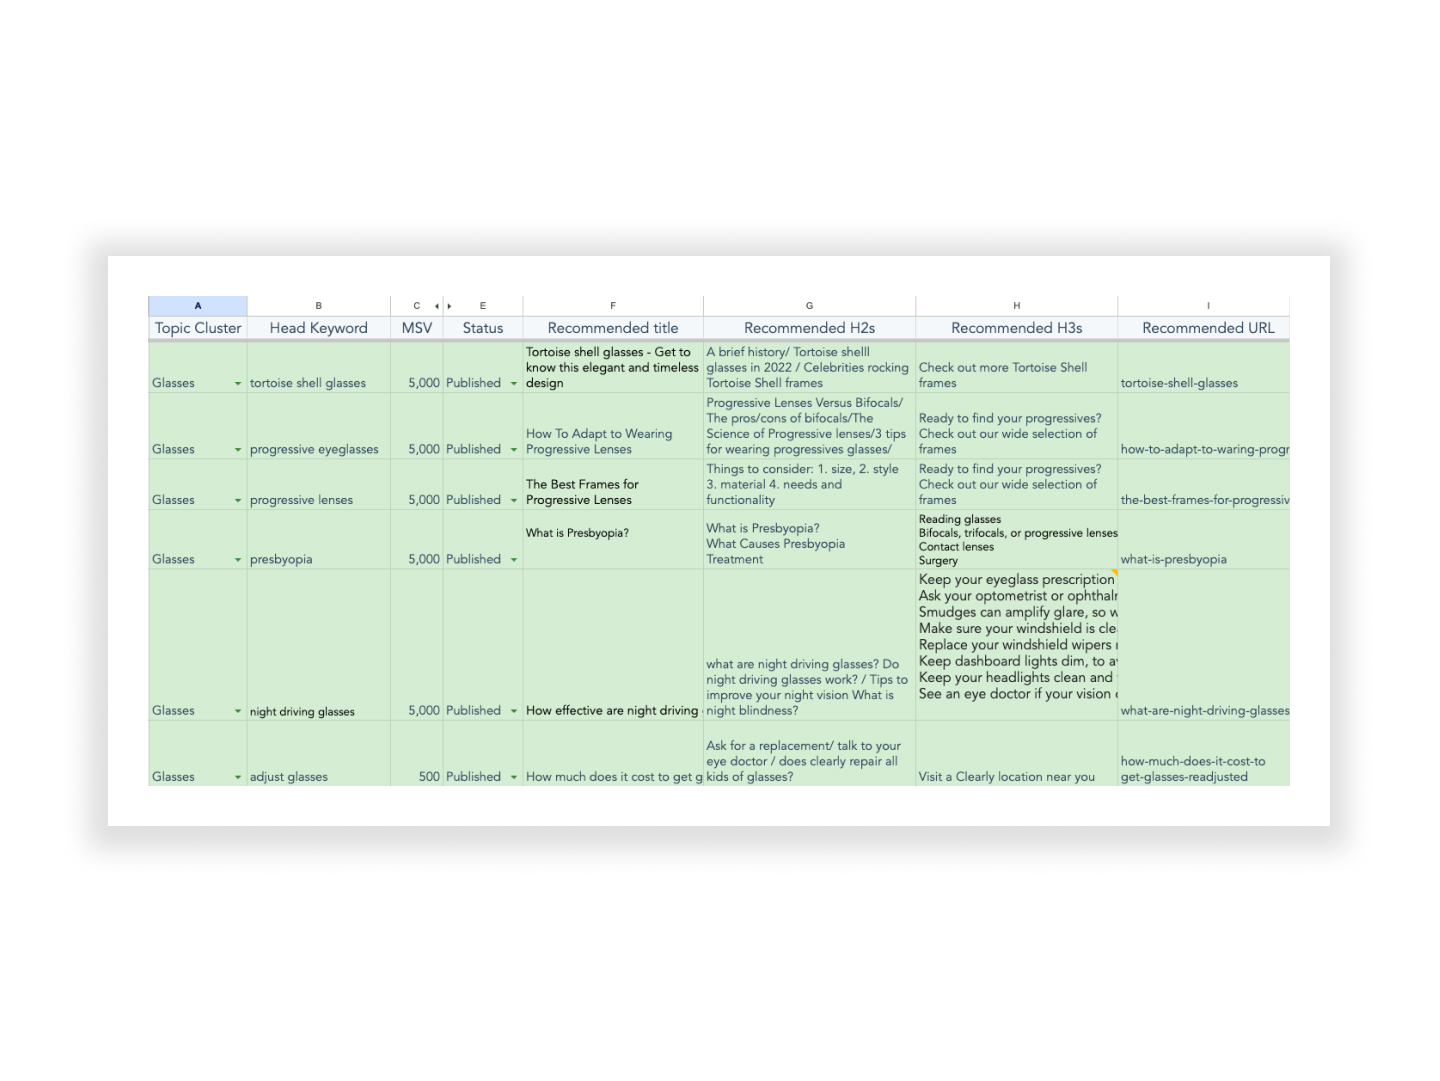 A B C E F G H I
Topic Cluster Head Keyword MSV Status Recommended title Recommended H2s Recommended H3s Recommended URL
Glasses
tortoise shell glasses
5,000
Published
Tortoise shell glasses - Get to
know this elegant and timeless
design
A brief history/ Tortoise shelll
glasses in 2022 / Celebrities rocking
Tortoise Shell frames
Check out more Tortoise Shell
frames
tortoise-shell-glasses
Glasses
progressive eyeglasses
5,000
Published
How To Adapt to Wearing
Progressive Lenses
Progressive Lenses Versus Bifocals/
The pros/cons of bifocals/The
Science of Progressive lenses/3 tips
for wearing progressives glasses/
Ready to find your progressives?
Check out our wide selection of
frames
how-to-adapt-to-waring-progr
Glasses
progressive lenses
5,000
Published
The Best Frames for
Progressive Lenses
Things to consider: 1. size, 2. style
3. material 4. needs and
functionality
Ready to find your progressives?
Check out our wide selection of
frames
the-best-frames-for-progressiv
Glasses
presbyopia
5,000
Published
What is Presbyopia?
What is Presbyopia?
What Causes Presbyopia
Treatment
Reading glasses
Bifocals, trifocals, or progressive lenses
Contact lenses
Surgery
what-is-presbyopia
Glasses
night driving glasses
5,000
Published
How effective are night driving
what are night driving glasses? Do
night driving glasses work? / Tips to
improve your night vision What is
night blindness?
Keep your eyeglass prescription
Ask your optometrist or ophthal
Smudges can amplify glare, so w
Make sure your windshield is cle
Replace your windshield wipers
Keep dashboard lights dim, to a
Keep your headlights clean and
See an eye doctor if your vision
what-are-night-driving-glasses
Glasses
adjust glasses
500
Published
How much does it cost to get g
Ask for a replacement/ talk to your
eye doctor / does clearly repair all
kids of glasses?
Visit a Clearly location near you
how-much-does-it-cost-to
get-glasses-readjusted